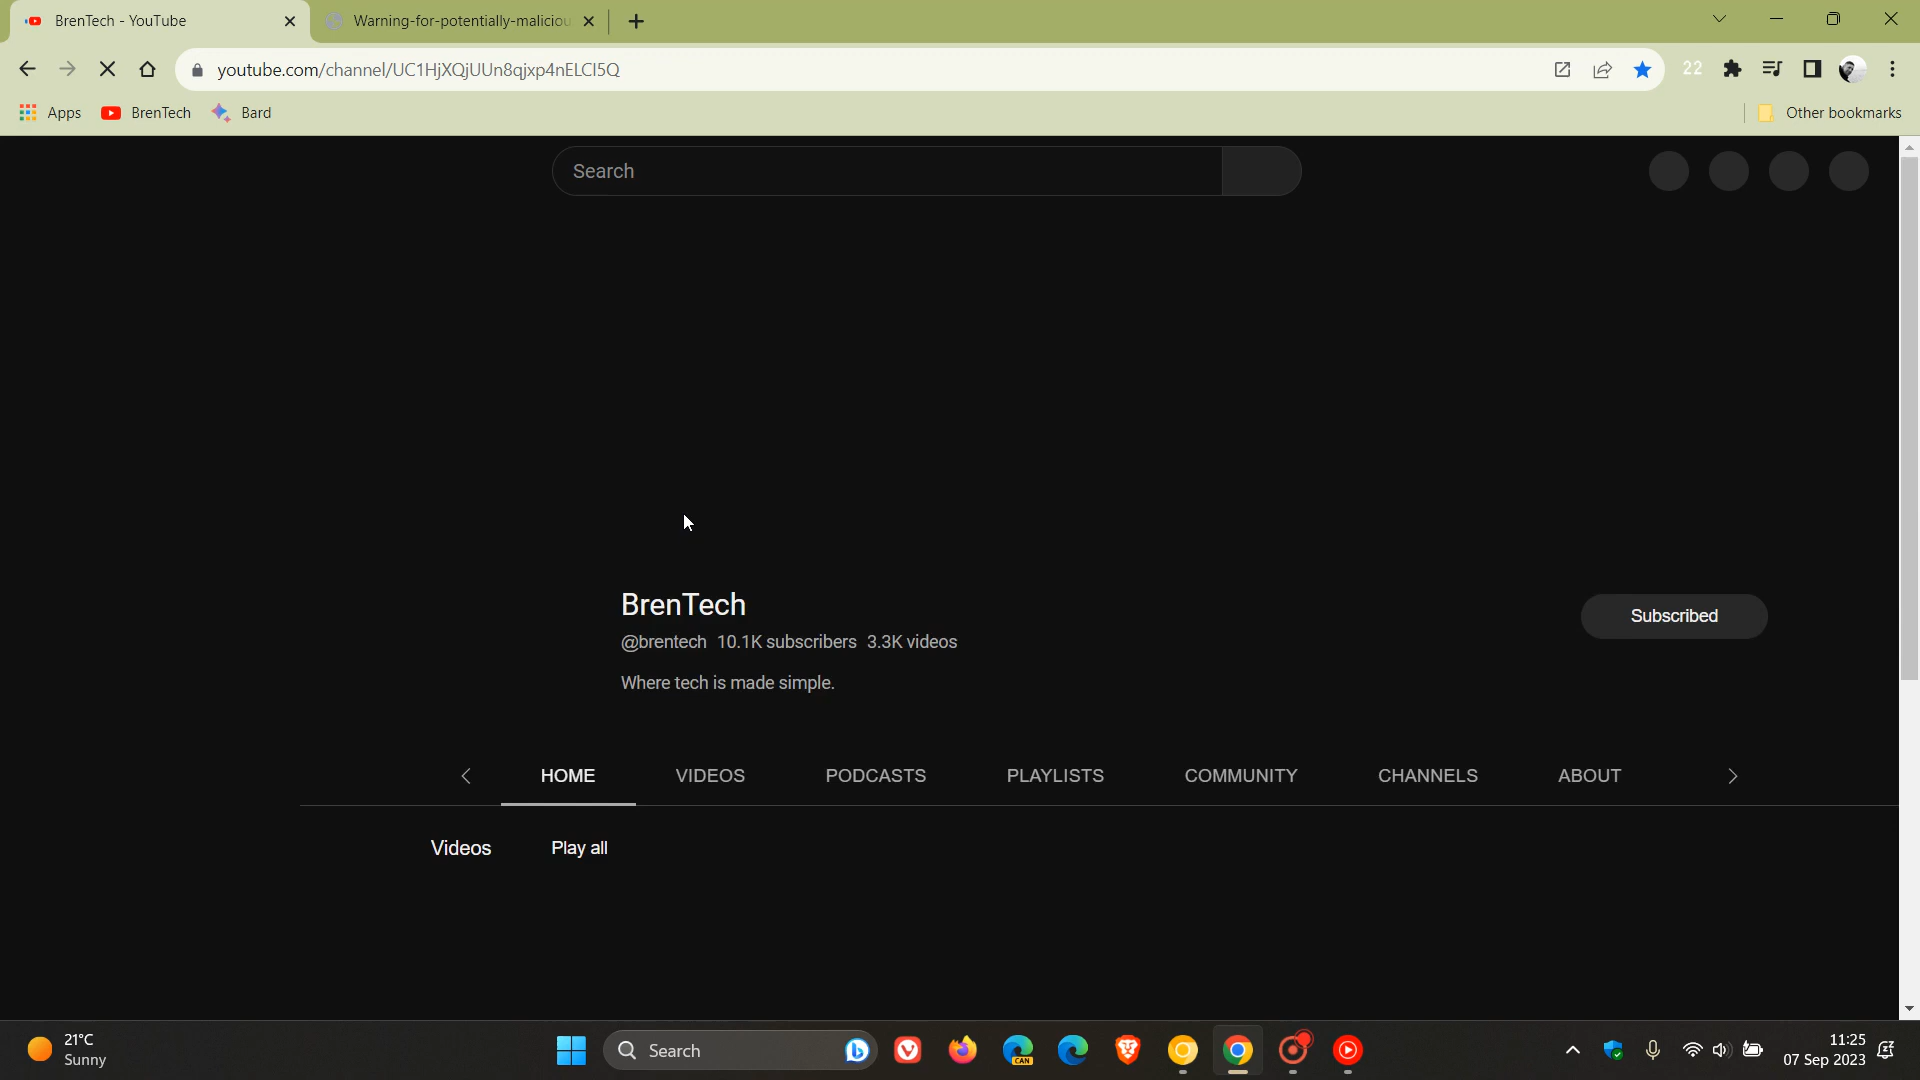 BrenTech - YouTube
Warning-for-potentially-maliciou
youtube.com/channel/UC1HjXQjUUn8qjxp4nELCI5Q
22
Apps
BrenTech
Bard
Other bookmarks
Search
BrenTech
@brentech 10.1K subscribers 3.3K videos
Subscribed
Where tech is made simple.
HOME
VIDEOS
PODCASTS
PLAYLISTS
COMMUNITY
CHANNELS
ABOUT
Videos
Play all
21°C
Sunny
Search
CAN
11:25
07 Sep 2023